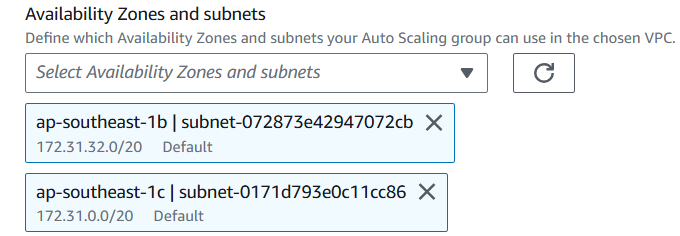 Availability Zones and subnets
Define which Availability Zones and subnets your Auto Scaling group can use in the chosen VPC.
Select Availability Zones and subnets
ap-southeast-1b | subnet-072873e42947072cb
172.31.32.0/20 Default
ap-southeast-1c | subnet-0171d793e0c11cc86
172.31.0.0/20 Default